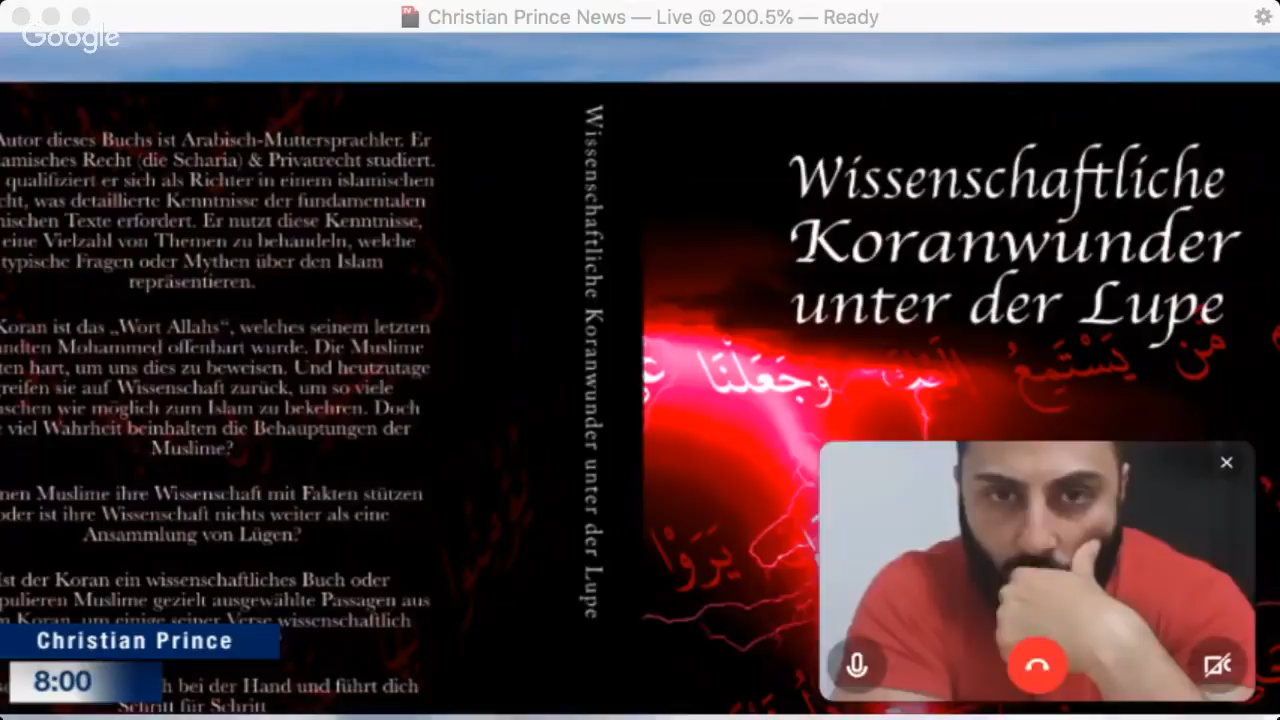 Christian Prince News — Live @ 200.5% — Ready
Google
Autor dieses Buchs ist Arabisch-Muttersprachler. Er
amisches Recht (die Scharia) & Privatrecht studiert.
qualifiziert er sich als Richter in einem islamischen
cht, was detaillierte Kenntnisse der fundamentalen
nischen Texte erfordert. Er nutzt diese Kenntnisse,
eine Vielzahl von Themen zu behandeln, welche
typische Fragen oder Mythen über den Islam
repräsentieren.
Koran ist das „Wort Allahs“, welches seinem letzten
ndten Mohammed offenbart wurde. Die Muslime
ten hart, um uns dies zu beweisen. Und heutzutage
reifen sie auf Wissenschaft zurück, um so viele
schen wie möglich zum Islam zu bekehren. Doch
viel Wahrheit beinhalten die Behauptungen der
Muslime?
nen Muslime ihre Wissenschaft mit Fakten stützen
oder ist ihre Wissenschaft nichts weiter als eine
Ansammlung von Lügen?
ist der Koran ein wissenschaftliches Buch oder
pulieren Muslime gezielt ausgewählte Passagen aus
m Koran, um einige seiner Verse wissenschaftlich
h bei der Hand und führt dich
Schritt für Schritt
Wissenschaftliche Koranwunder unter der Lupe
Wissenschaftliche
Koranwunder
unter der Lupe
مَن يَسْتَمِعُ إِلَيْكَ وَجَعَلْنَا
يَرَوْا
Christian Prince
8:00